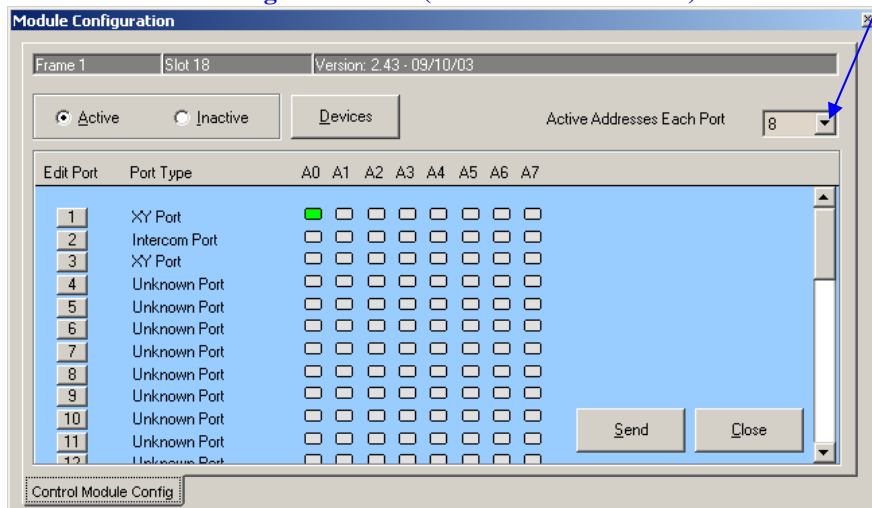 Module Configuration
Frame 1 Slot 18 Version: 2.43 - 09/10/03
Active Inactive Devices Active Addresses Each Port 8
Edit Port Port Type A0 A1 A2 A3 A4 A5 A6 A7
1 XY Port
2 Intercom Port
3 XY Port
4 Unknown Port
5 Unknown Port
6 Unknown Port
7 Unknown Port
8 Unknown Port
9 Unknown Port
10 Unknown Port
11 Unknown Port
12 Unknown Port
Send Close
Control Module Config